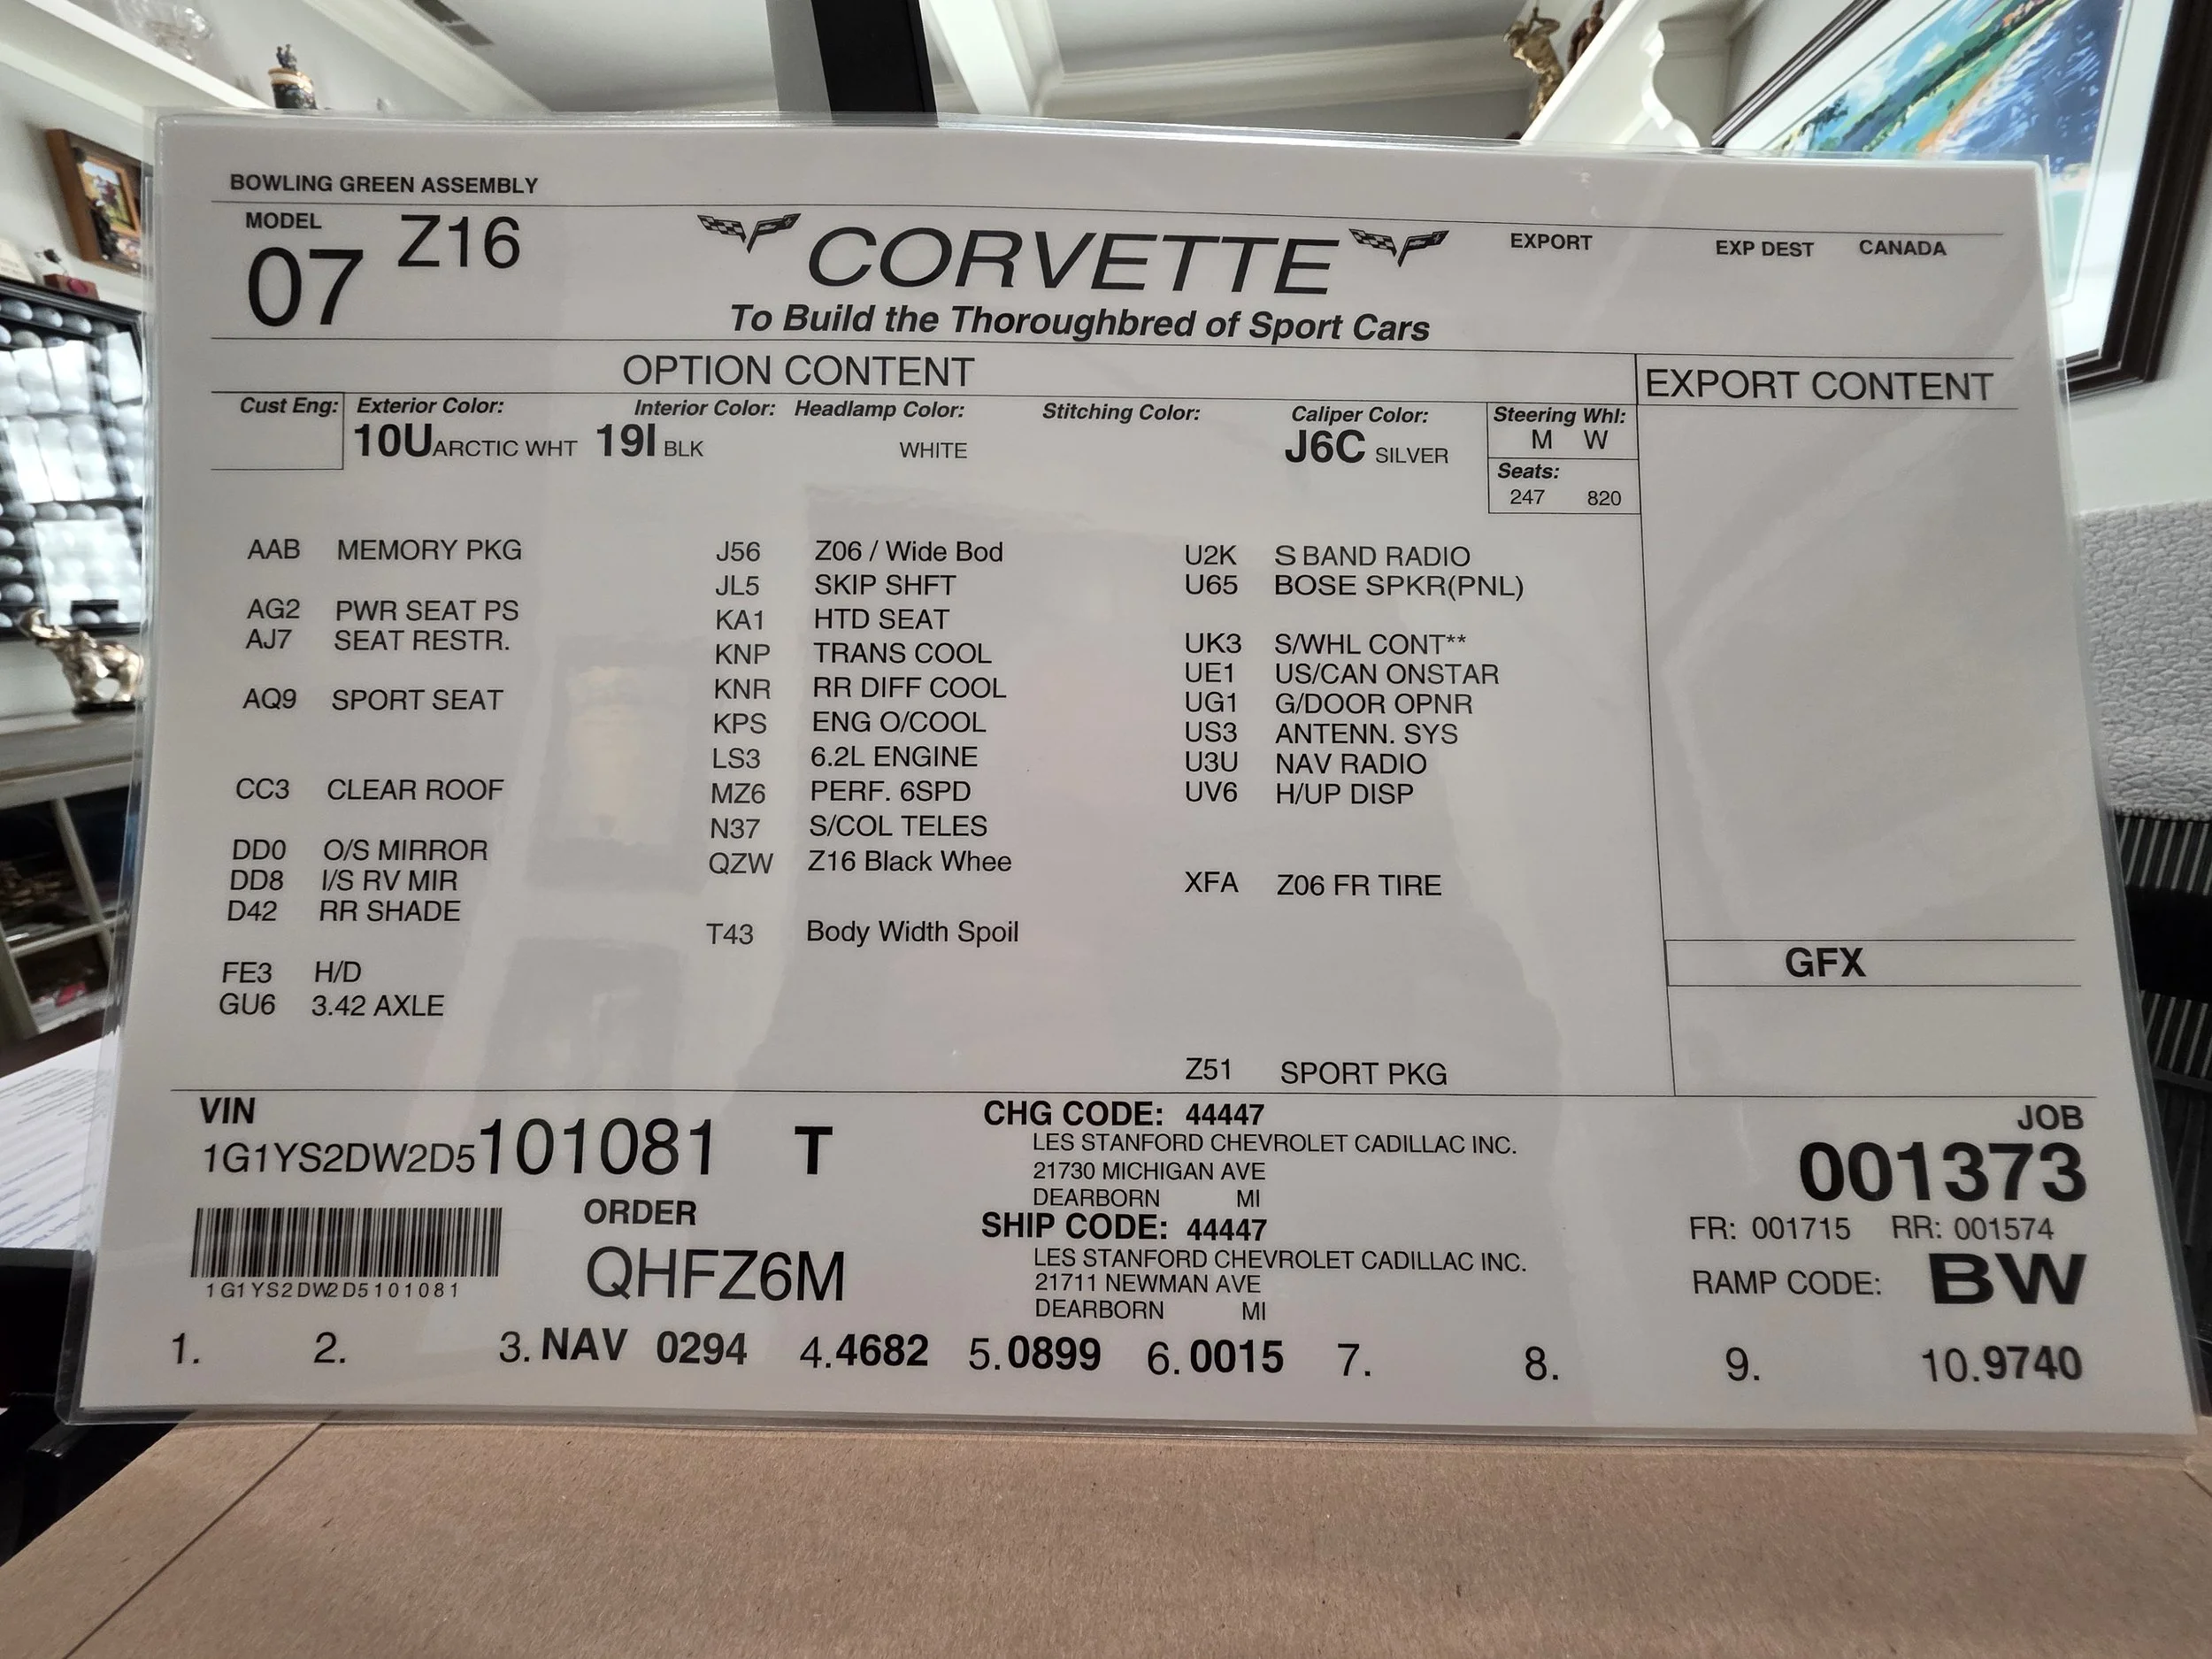 BOWLING GREEN ASSEMBLY
MODEL
07 Z16
CORVETTE
To Build the Thoroughbred of Sport Cars
EXPORT EXP DEST CANADA
OPTION CONTENT
EXPORT CONTENT
Cust Eng: Exterior Color: Interior Color: Headlamp Color: Stitching Color: Caliper Color: Steering Whl:
10U ARCTIC WHT 19I BLK WHITE J6C SILVER M W
Seats:
247 820
AAB MEMORY PKG
AG2 PWR SEAT PS
AJ7 SEAT RESTR.
AQ9 SPORT SEAT
CC3 CLEAR ROOF
DD0 O/S MIRROR
DD8 I/S RV MIR
D42 RR SHADE
FE3 H/D
GU6 3.42 AXLE
J56 Z06 / Wide Bod
JL5 SKIP SHFT
KA1 HTD SEAT
KNP TRANS COOL
KNR RR DIFF COOL
KPS ENG O/COOL
LS3 6.2L ENGINE
MZ6 PERF. 6SPD
N37 S/COL TELES
QZW Z16 Black Whee
T43 Body Width Spoil
U2K S BAND RADIO
U65 BOSE SPKR(PNL)
UK3 S/WHL CONT**
UE1 US/CAN ONSTAR
UG1 G/DOOR OPNR
US3 ANTENN. SYS
U3U NAV RADIO
UV6 H/UP DISP
XFA Z06 FR TIRE
Z51 SPORT PKG
GFX
VIN
1G1YS2DW2D5101081 T
1G1YS2DW2D5101081
ORDER
QHFZ6M
CHG CODE: 44447
LES STANFORD CHEVROLET CADILLAC INC.
21730 MICHIGAN AVE
DEARBORN MI
SHIP CODE: 44447
LES STANFORD CHEVROLET CADILLAC INC.
21711 NEWMAN AVE
DEARBORN MI
JOB
001373
FR: 001715 RR: 001574
RAMP CODE: BW
1. 2. 3. NAV 0294 4.4682 5.0899 6.0015 7. 8. 9. 10.9740